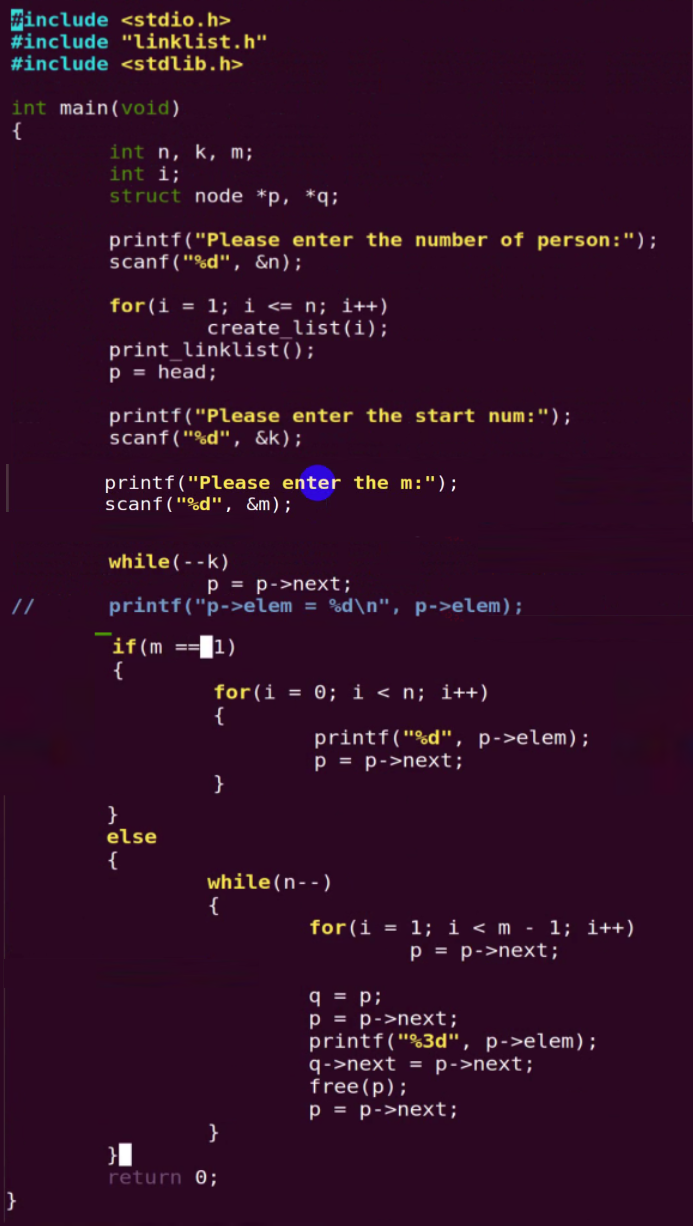 #include <stdio.h>
#include "linklist.h"
#include <stdlib.h>
int main(void)
{
int n, k, m;
int i;
struct node *p, *q;
printf("Please enter the number of person:");
scanf("%d", &n);
for(i = 1; i <= n; i++)
create_list(i);
print_linklist();
p = head;
printf("Please enter the start num:");
scanf("%d", &k);
printf("Please enter the m:");
scanf("%d", &m);
while(--k)
p = p->next;
// printf("p->elem = %d\n", p->elem);
if(m == 1)
{
for(i = 0; i < n; i++)
{
printf("%d", p->elem);
p = p->next;
}
}
else
{
while(n--)
{
for(i = 1; i < m - 1; i++)
p = p->next;
q = p;
p = p->next;
printf("%3d", p->elem);
q->next = p->next;
free(p);
p = p->next;
}
}
return 0;
}